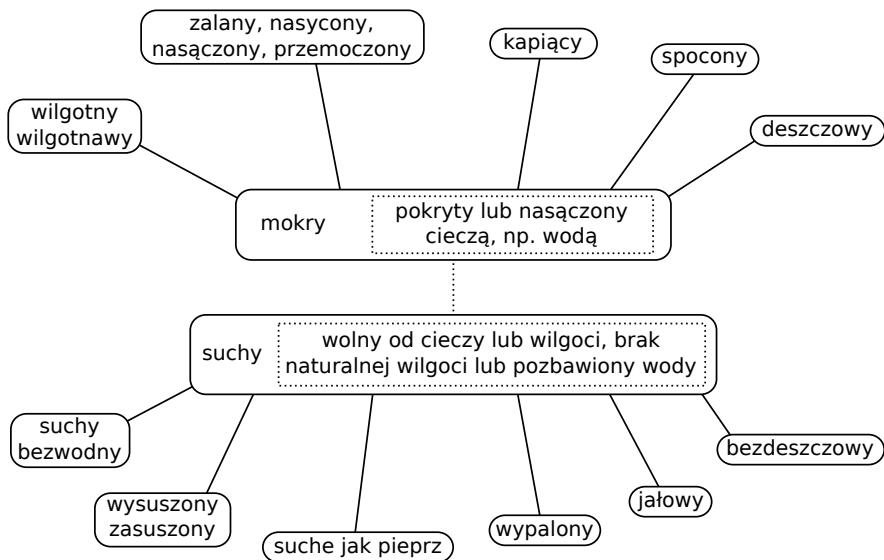 zalany, nasycony,
nasączony, przemoczony
kapiący
spocony
wilgotny
wilgotnawy
deszczowy
mokry
pokryty lub nasączony
cieczą, np. wodą
suchy
wolny od cieczy lub wilgoci, brak
naturalnej wilgoci lub pozbawiony wody
suchy
bezwodny
bezdeszczowy
wysuszony
zasuszony
jałowy
wypalony
suche jak pieprz